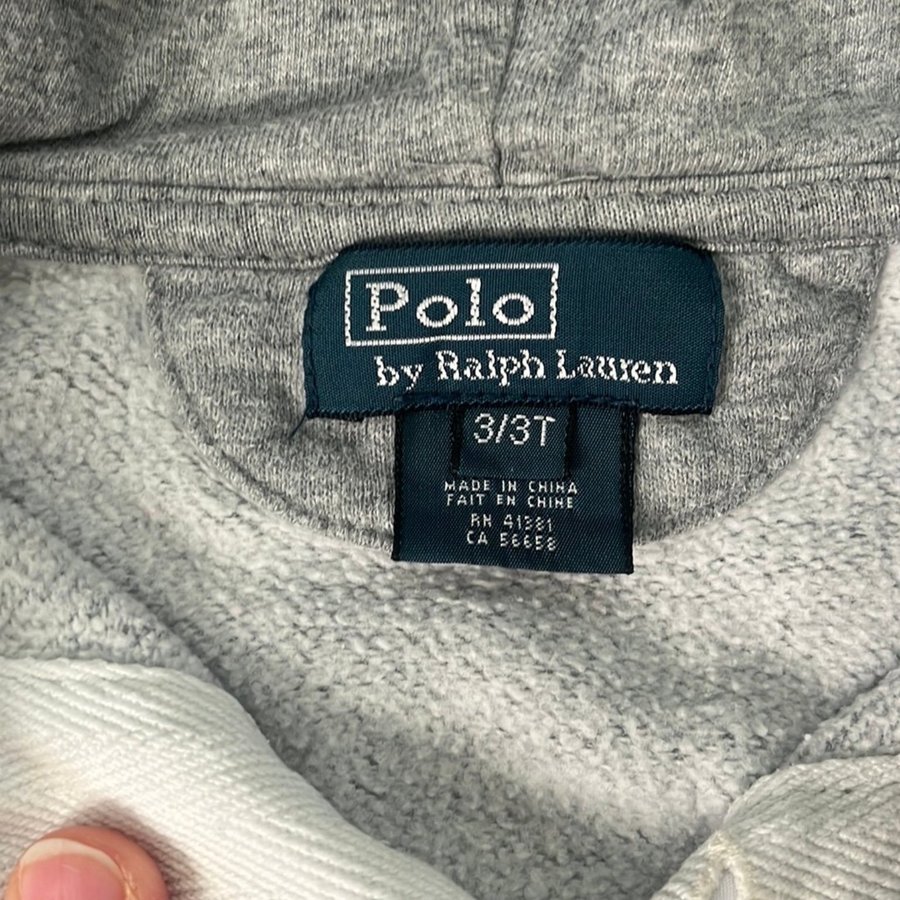 Polo
by Ralph Lauren
3/3T
MADE IN CHINA
FAIT EN CHINE
RN 41381
CA 56658